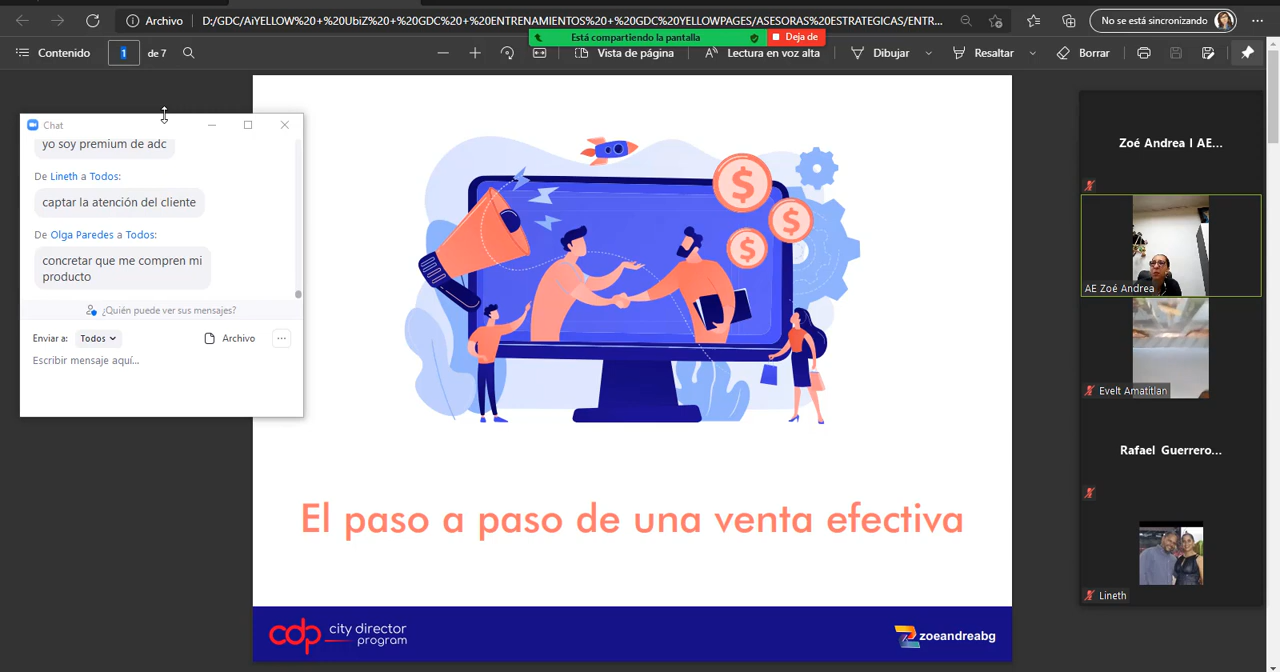 Archivo
D:/GDC/AiYELLOW%20+%20UbiZ%20+%20GDC%20+%20ENTRENAMIENTOS%20+%20GDC%20YELLOWPAGES/ASESORAS%20ESTRATEGICAS/ENTR...
No se está sincronizando
Está compartiendo la pantalla
Deja de
Contenido
1
de 7
Vista de página
Lectura en voz alta
Dibujar
Resaltar
Borrar
Chat
yo soy premium de adc
De Lineth a Todos:
captar la atención del cliente
De Olga Paredes a Todos:
concretar que me compren mi
producto
¿Quién puede ver sus mensajes?
Enviar a: Todos
Archivo
Escribir mensaje aquí...
$
$
$
El paso a paso de una venta efectiva
cdp city director
program
zoeandreabg
Zoé Andrea I AE...
AE Zoé Andrea
Evelt Amatitlan
Rafael Guerrero...
Lineth